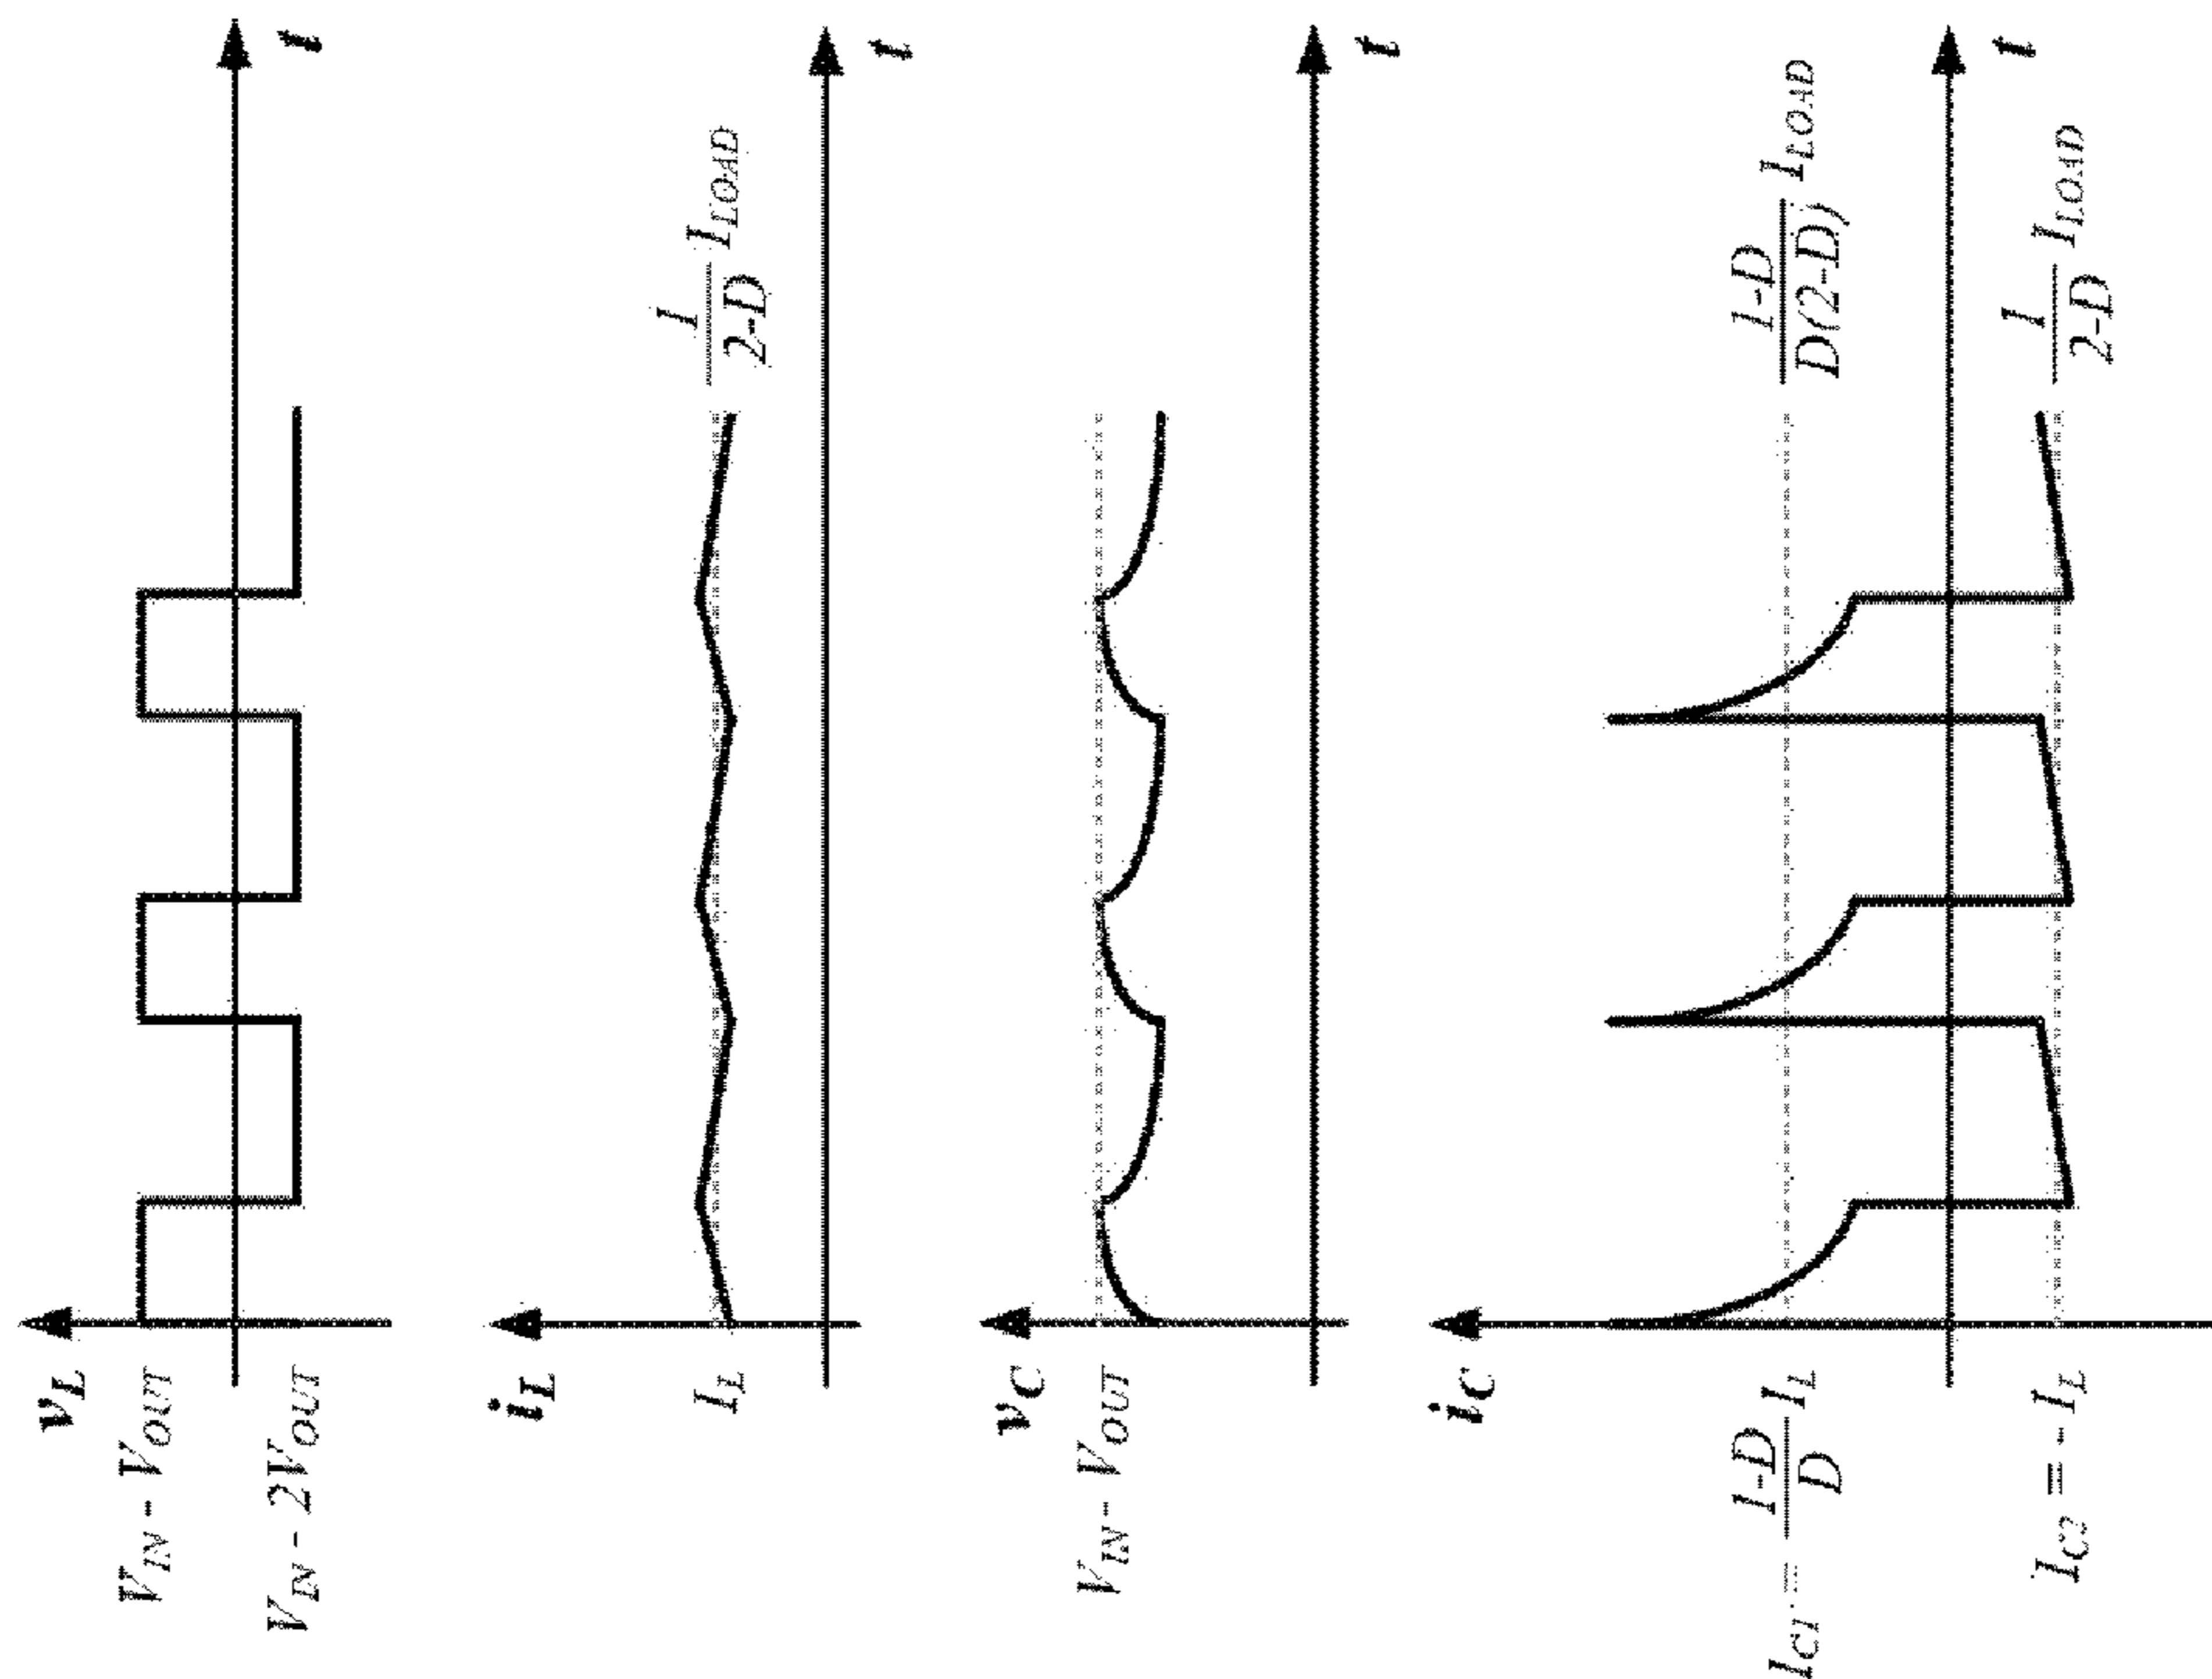 v_L
V_IN - V_OUT
V_IN - 2V_OUT
t
i_L
I_L
1
2-D
I_LOAD
t
v_C
V_IN - V_OUT
t
i_C
I_C1 = 1-D
D
I_L
1-D
D(2-D)
I_LOAD
t
I_C2 = - I_L
1
2-D
I_LOAD